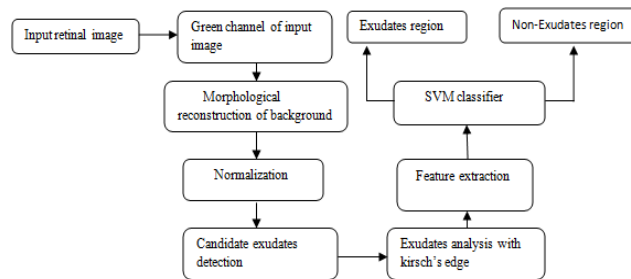 Input retinal image
Green channel of input
image
Exudates region
Non-Exudates region
Morphological
reconstruction of background
SVM classifier
Normalization
Feature extraction
Candidate exudates
detection
Exudates analysis with
kirsch's edge